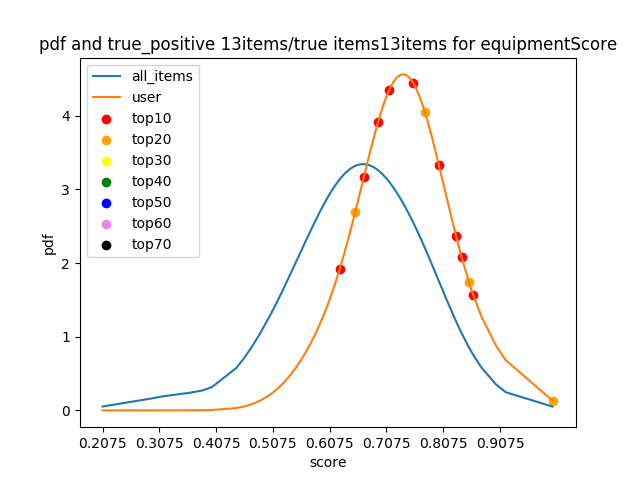 pdf and true_positive 13items/true items13items for equipmentScore
all_items
user
top10
top20
top30
top40
top50
top60
top70
pdf
4
3
2
1
0
0.2075 0.3075 0.4075 0.5075 0.6075 0.7075 0.8075 0.9075
score